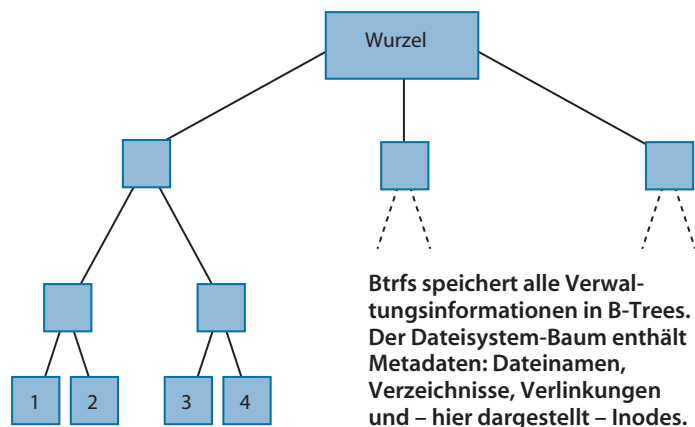 Wurzel
Btrfs speichert alle Verwal-
tungsinformationen in B-Trees.
Der Dateisystem-Baum enthält
Metadaten: Dateinamen,
Verzeichnisse, Verlinkungen
und – hier dargestellt – Inodes.
1 2 3 4